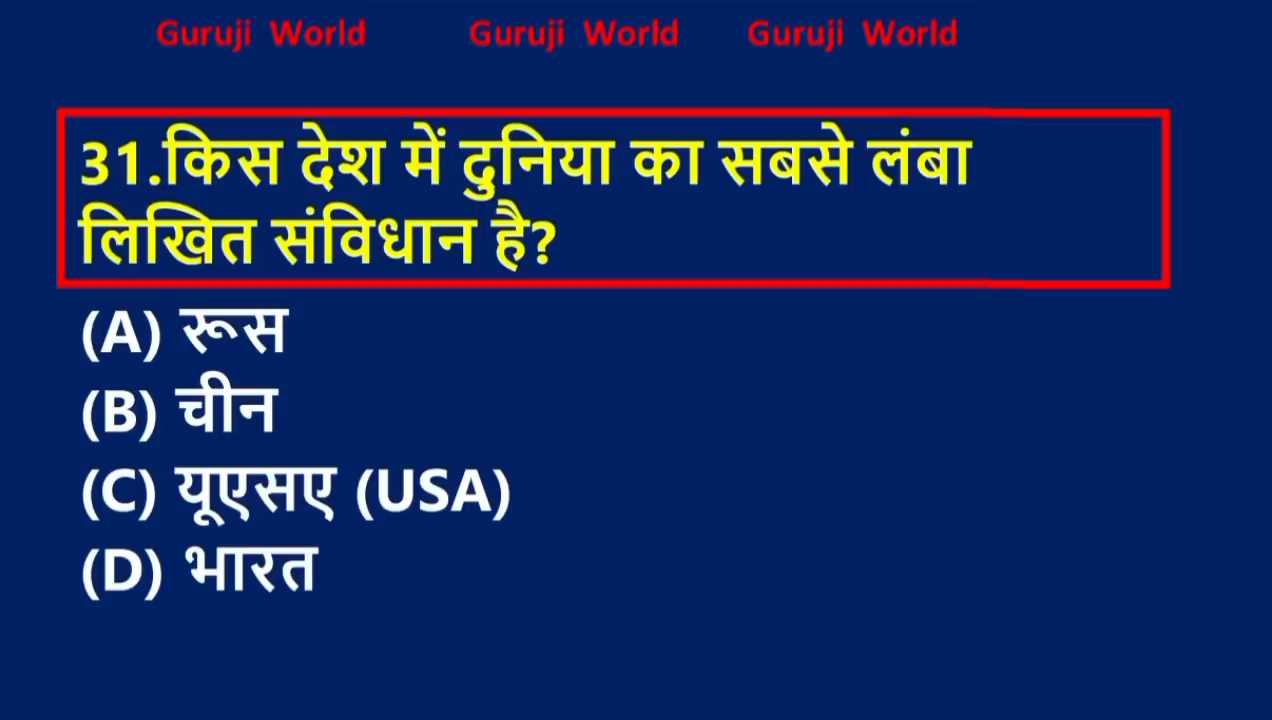 Guruji World Guruji World Guruji World
31.किस देश में दुनिया का सबसे लंबा
लिखित संविधान है?
(A) रूस
(B) चीन
(C) यूएसए (USA)
(D) भारत